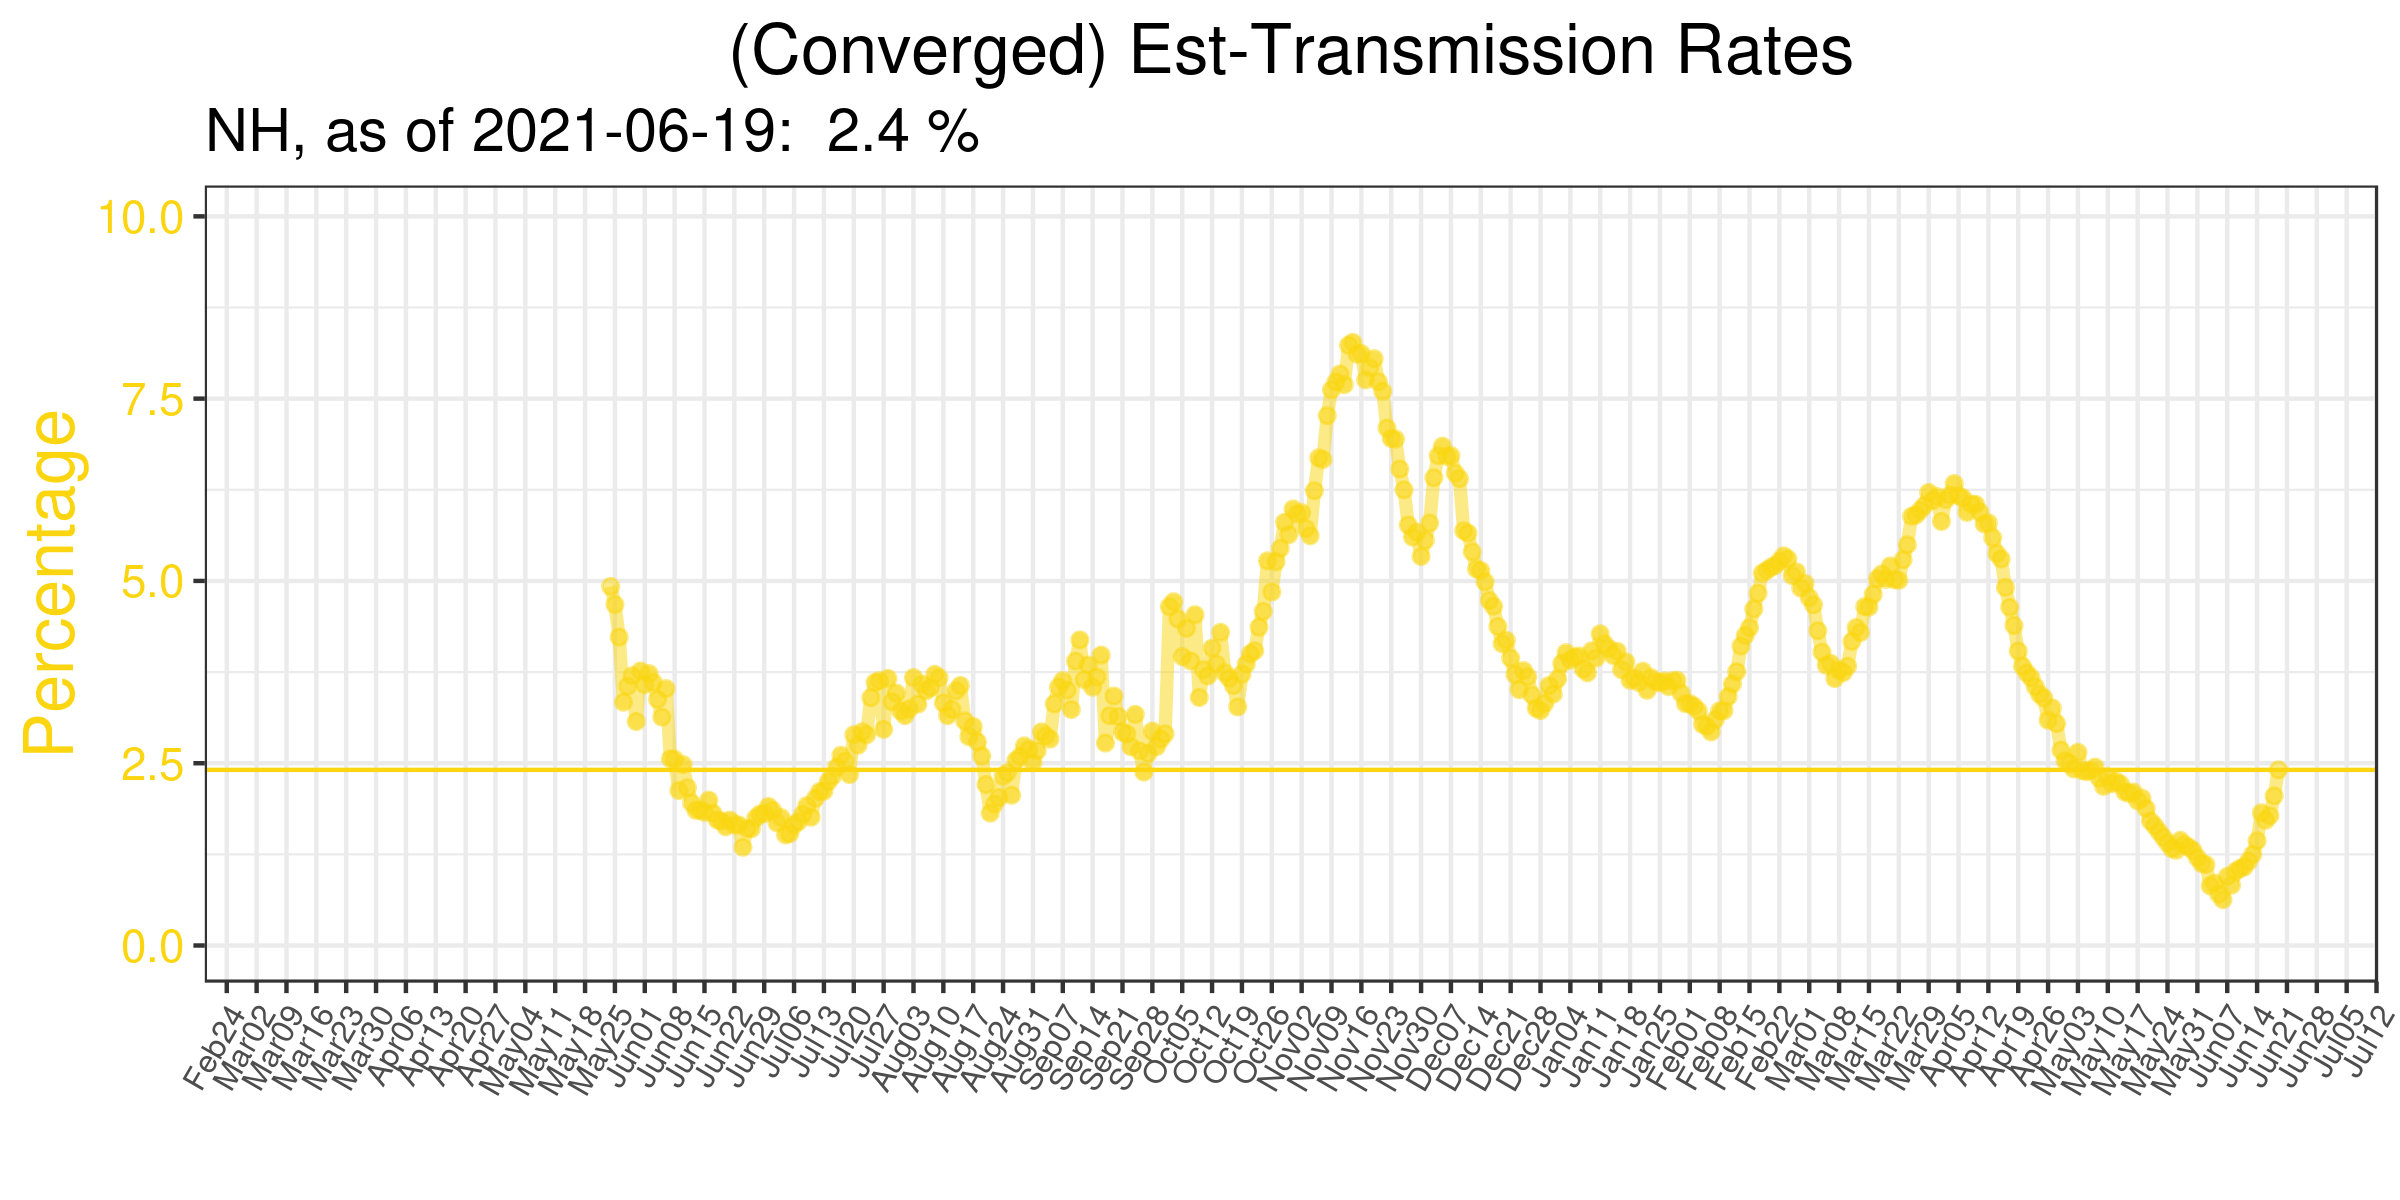 (Converged) Est-Transmission Rates
NH, as of 2021-06-19:  2.4 %
Percentage
10.0
7.5
5.0
2.5
0.0
Feb24
Mar02
Mar09
Mar16
Mar23
Mar30
Apr06
Apr13
Apr20
Apr27
May04
May11
May18
May25
Jun01
Jun08
Jun15
Jun22
Jun29
Jul06
Jul13
Jul20
Jul27
Aug03
Aug10
Aug17
Aug24
Aug31
Sep07
Sep14
Sep21
Sep28
Oct05
Oct12
Oct19
Oct26
Nov02
Nov09
Nov16
Nov23
Nov30
Dec07
Dec14
Dec21
Dec28
Jan04
Jan11
Jan18
Jan25
Feb01
Feb08
Feb15
Feb22
Mar01
Mar08
Mar15
Mar22
Mar29
Apr05
Apr12
Apr19
Apr26
May03
May10
May17
May24
May31
Jun07
Jun14
Jun21
Jun28
Jul05
Jul12